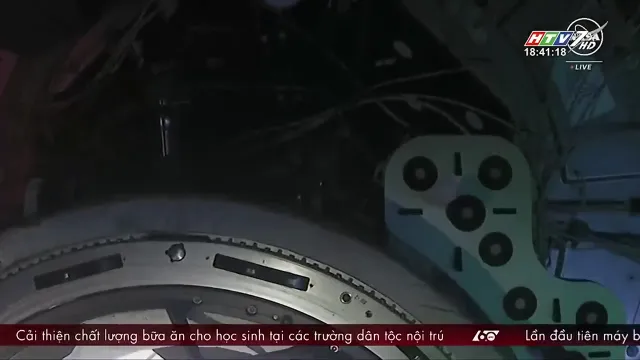 HTV7
HD
18:41:18
LIVE
Cải thiện chất lượng bữa ăn cho học sinh tại các trường dân tộc nội trú
Lần đầu tiên máy b